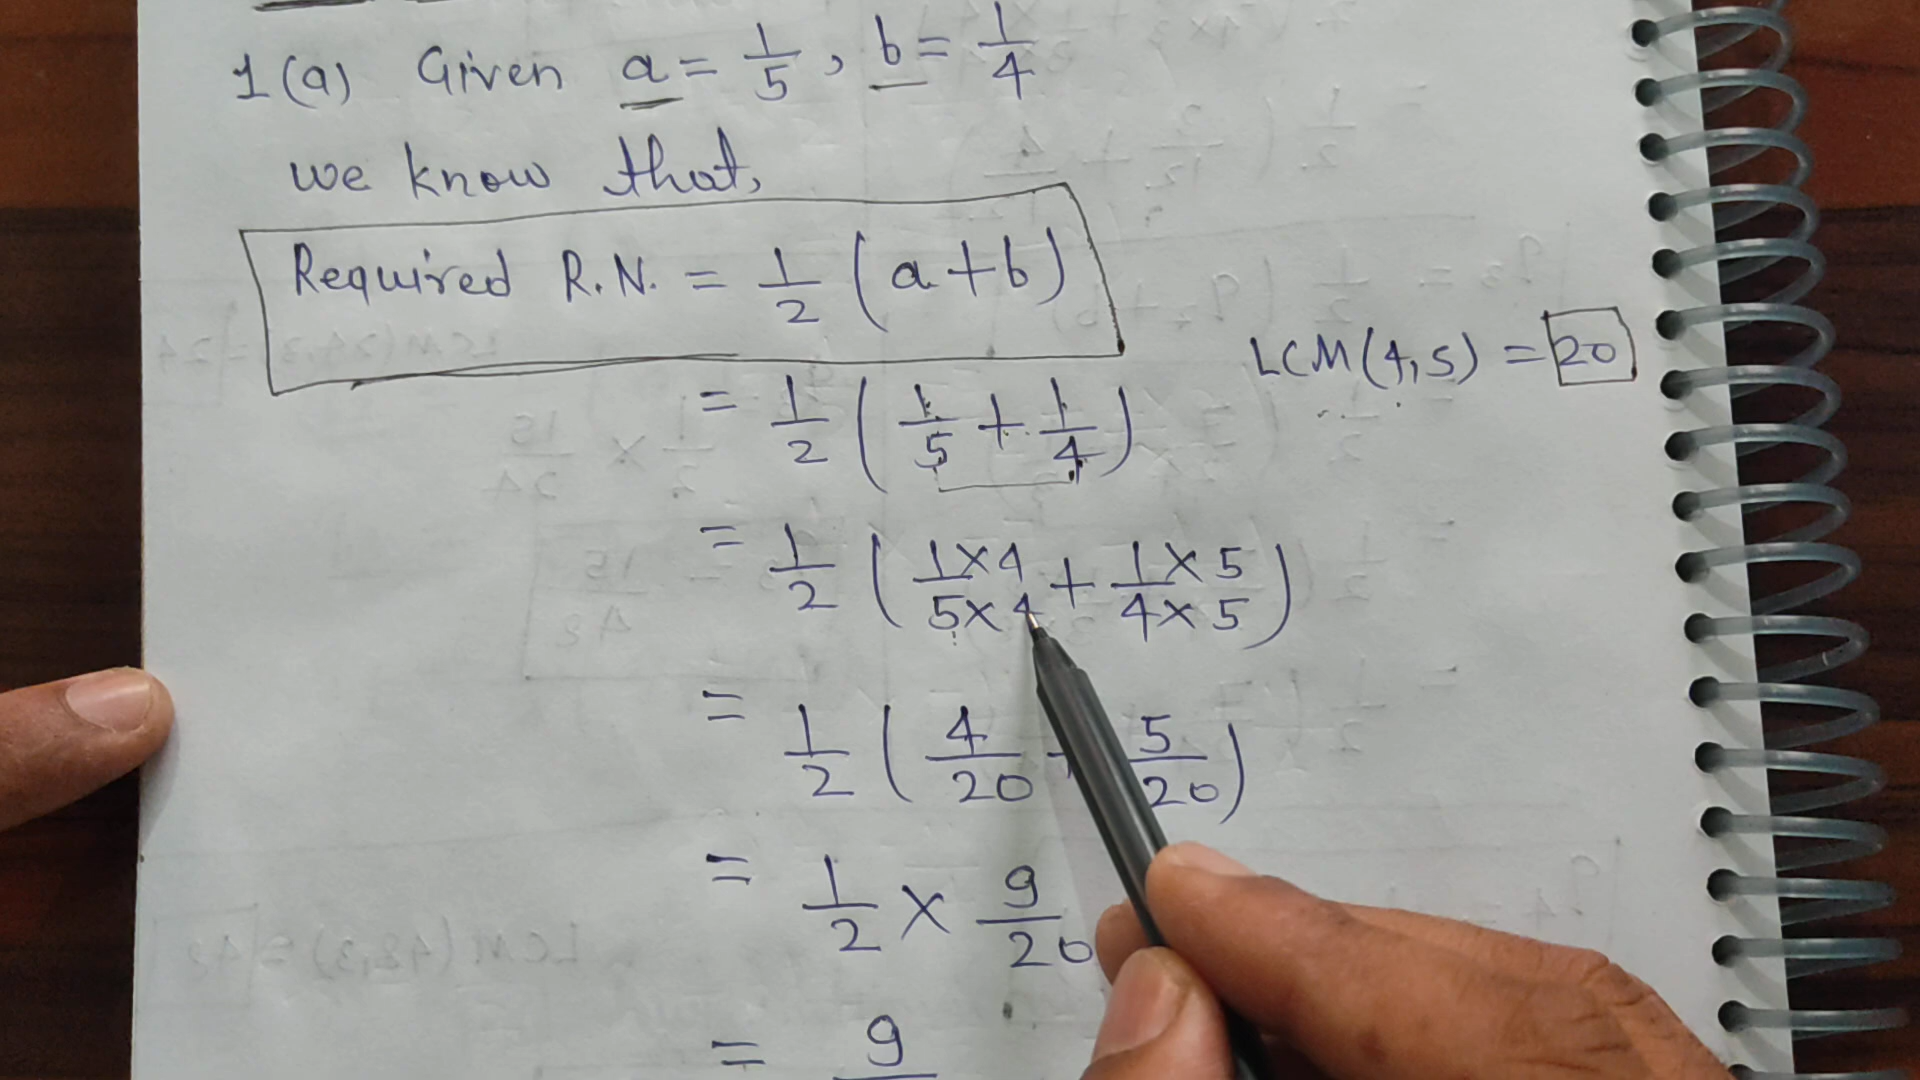 1(a) Given a = 1/5, b = 1/4
we know that,
Required R.N. = 1/2 (a+b)
LCM(4,5) = 20
= 1/2 (1/5 + 1/4)
= 1/2 (1×4/5×4 + 1×5/4×5)
= 1/2 (4/20 + 5/20)
= 1/2 × 9/20
= 9